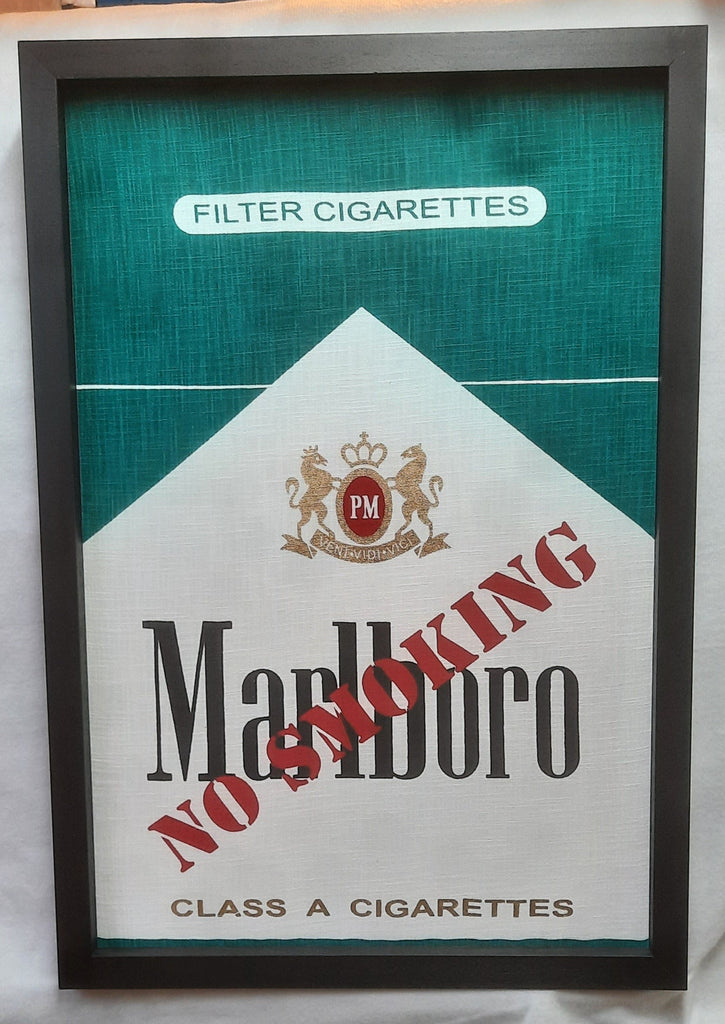 FILTER CIGARETTES
PM
VENI·VIDI·VICI
Marlboro
NO SMOKING
CLASS A CIGARETTES